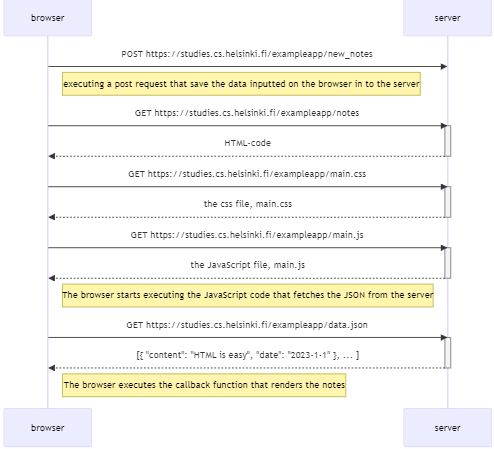 browser
server
POST https://studies.cs.helsinki.fi/exampleapp/new_notes
executing a post request that save the data inputted on the browser in to the server
GET https://studies.cs.helsinki.fi/exampleapp/notes
HTML-code
GET https://studies.cs.helsinki.fi/exampleapp/main.css
the css file, main.css
GET https://studies.cs.helsinki.fi/exampleapp/main.js
the JavaScript file, main.js
The browser starts executing the JavaScript code that fetches the JSON from the server
GET https://studies.cs.helsinki.fi/exampleapp/data.json
[{ "content": "HTML is easy", "date": "2023-1-1" }, ... ]
The browser executes the callback function that renders the notes
browser
server